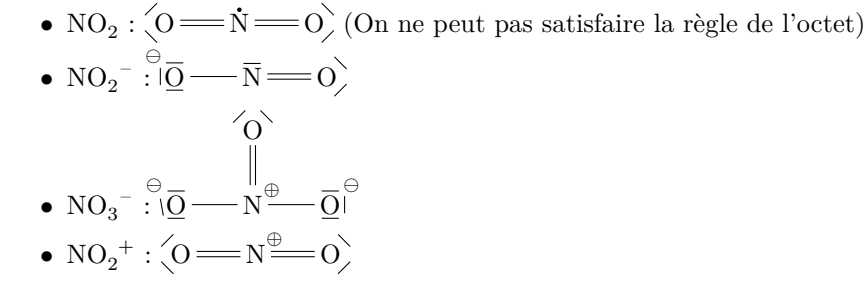 • NO₂ : O N O (On ne peut pas satisfaire la règle de l'octet)
• NO₂⁻ : ⊖ O N O
O
• NO₃⁻ : ⊖ O N ⊕ O ⊖
• NO₂⁺ : O N ⊕ O